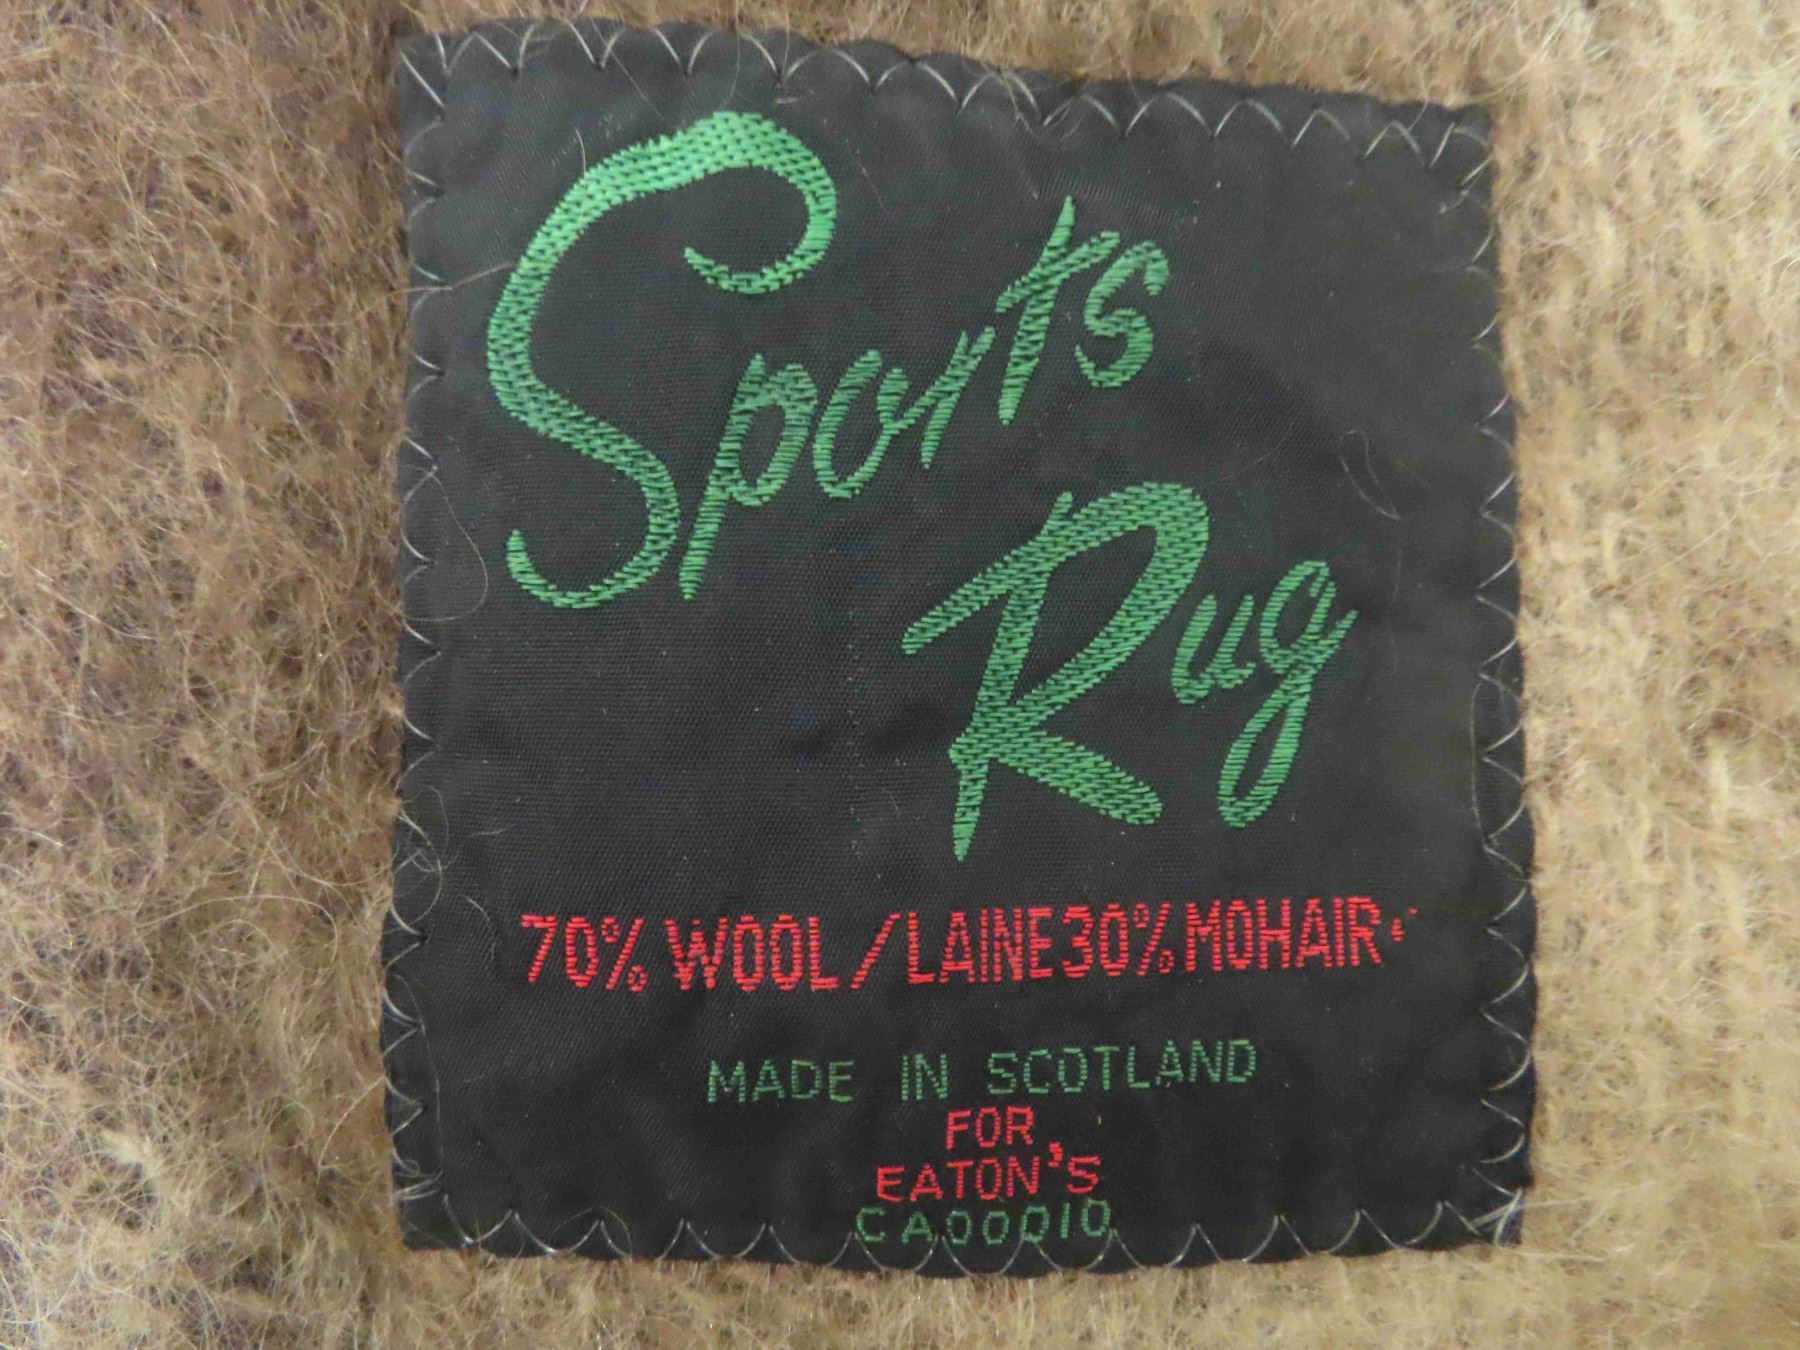 Sports
Rug
70% WOOL/LAINE 30% MOHAIR
MADE IN SCOTLAND
FOR
EATON'S
CA00010